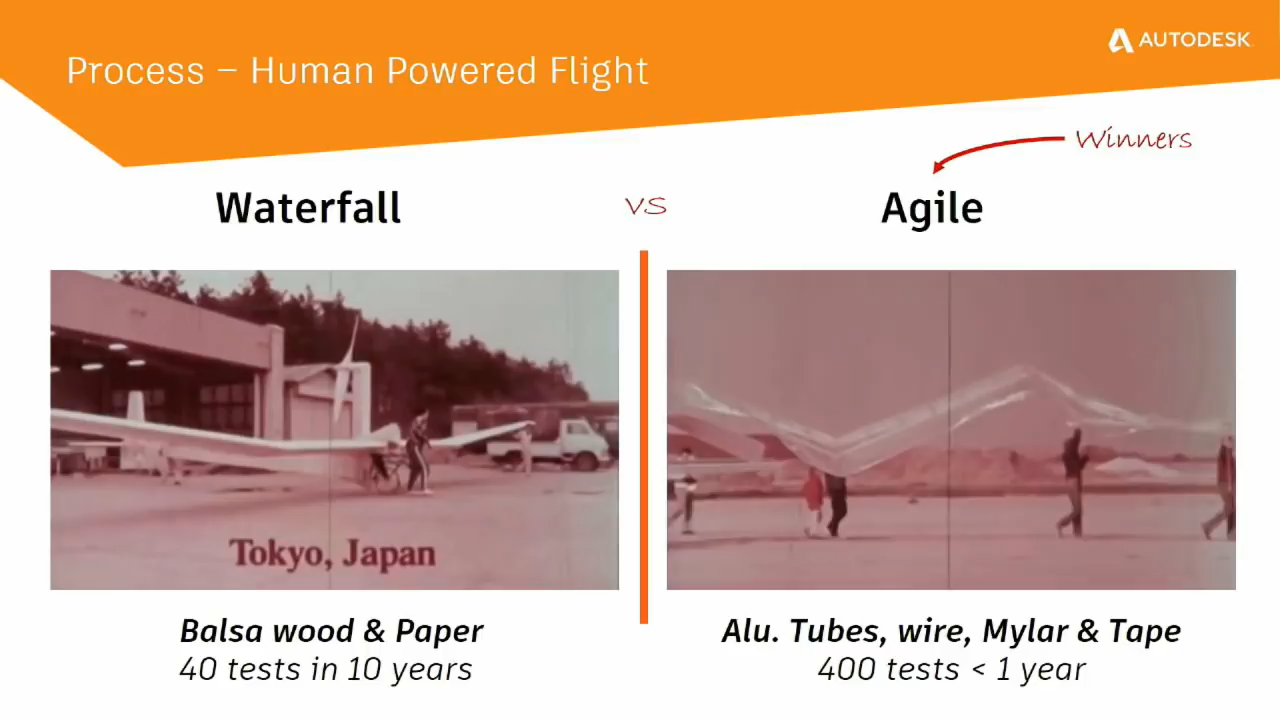 Process – Human Powered Flight
AUTODESK
Winners
Waterfall
vs
Agile
Tokyo, Japan
Balsa wood & Paper
40 tests in 10 years
Alu. Tubes, wire, Mylar & Tape
400 tests < 1 year